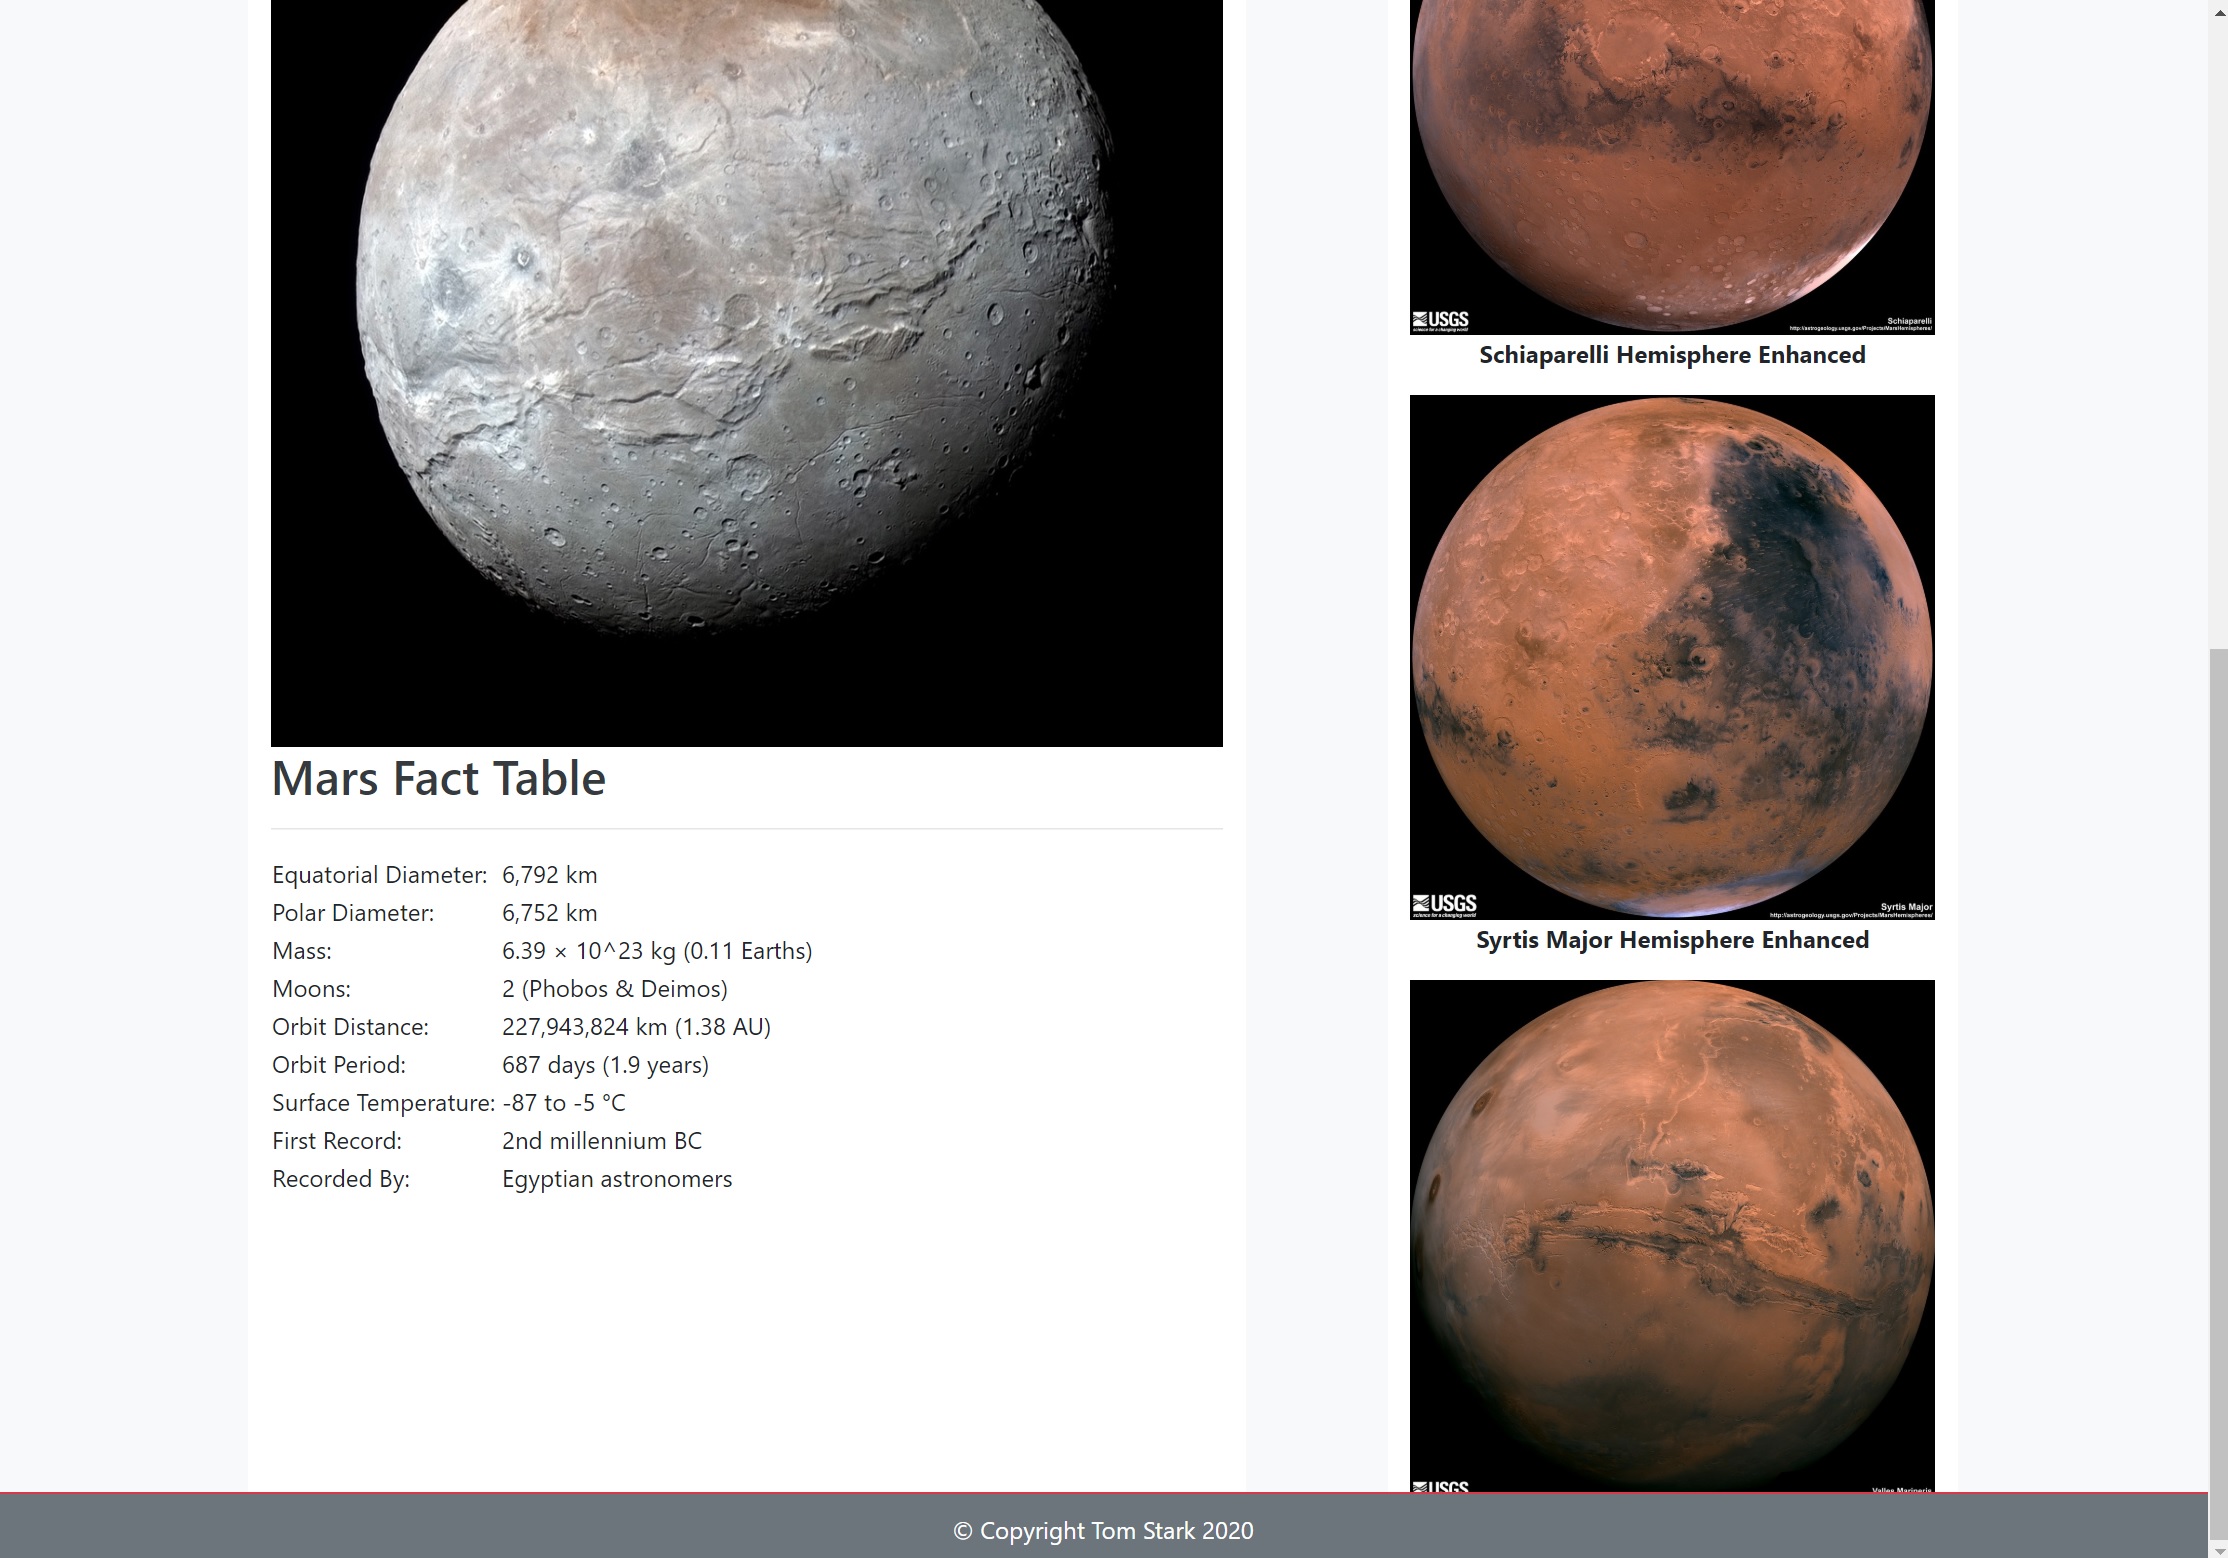 Mars Fact Table
Equatorial Diameter: 6,792 km
Polar Diameter: 6,752 km
Mass: 6.39 × 10^23 kg (0.11 Earths)
Moons: 2 (Phobos & Deimos)
Orbit Distance: 227,943,824 km (1.38 AU)
Orbit Period: 687 days (1.9 years)
Surface Temperature: -87 to -5 °C
First Record: 2nd millennium BC
Recorded By: Egyptian astronomers
USGS
science for a changing world
Schiaparelli
http://astrogeology.usgs.gov/Projects/MarsHemispheres/
Schiaparelli Hemisphere Enhanced
USGS
science for a changing world
Syrtis Major
http://astrogeology.usgs.gov/Projects/MarsHemispheres/
Syrtis Major Hemisphere Enhanced
USGS
Valles Marineris
© Copyright Tom Stark 2020